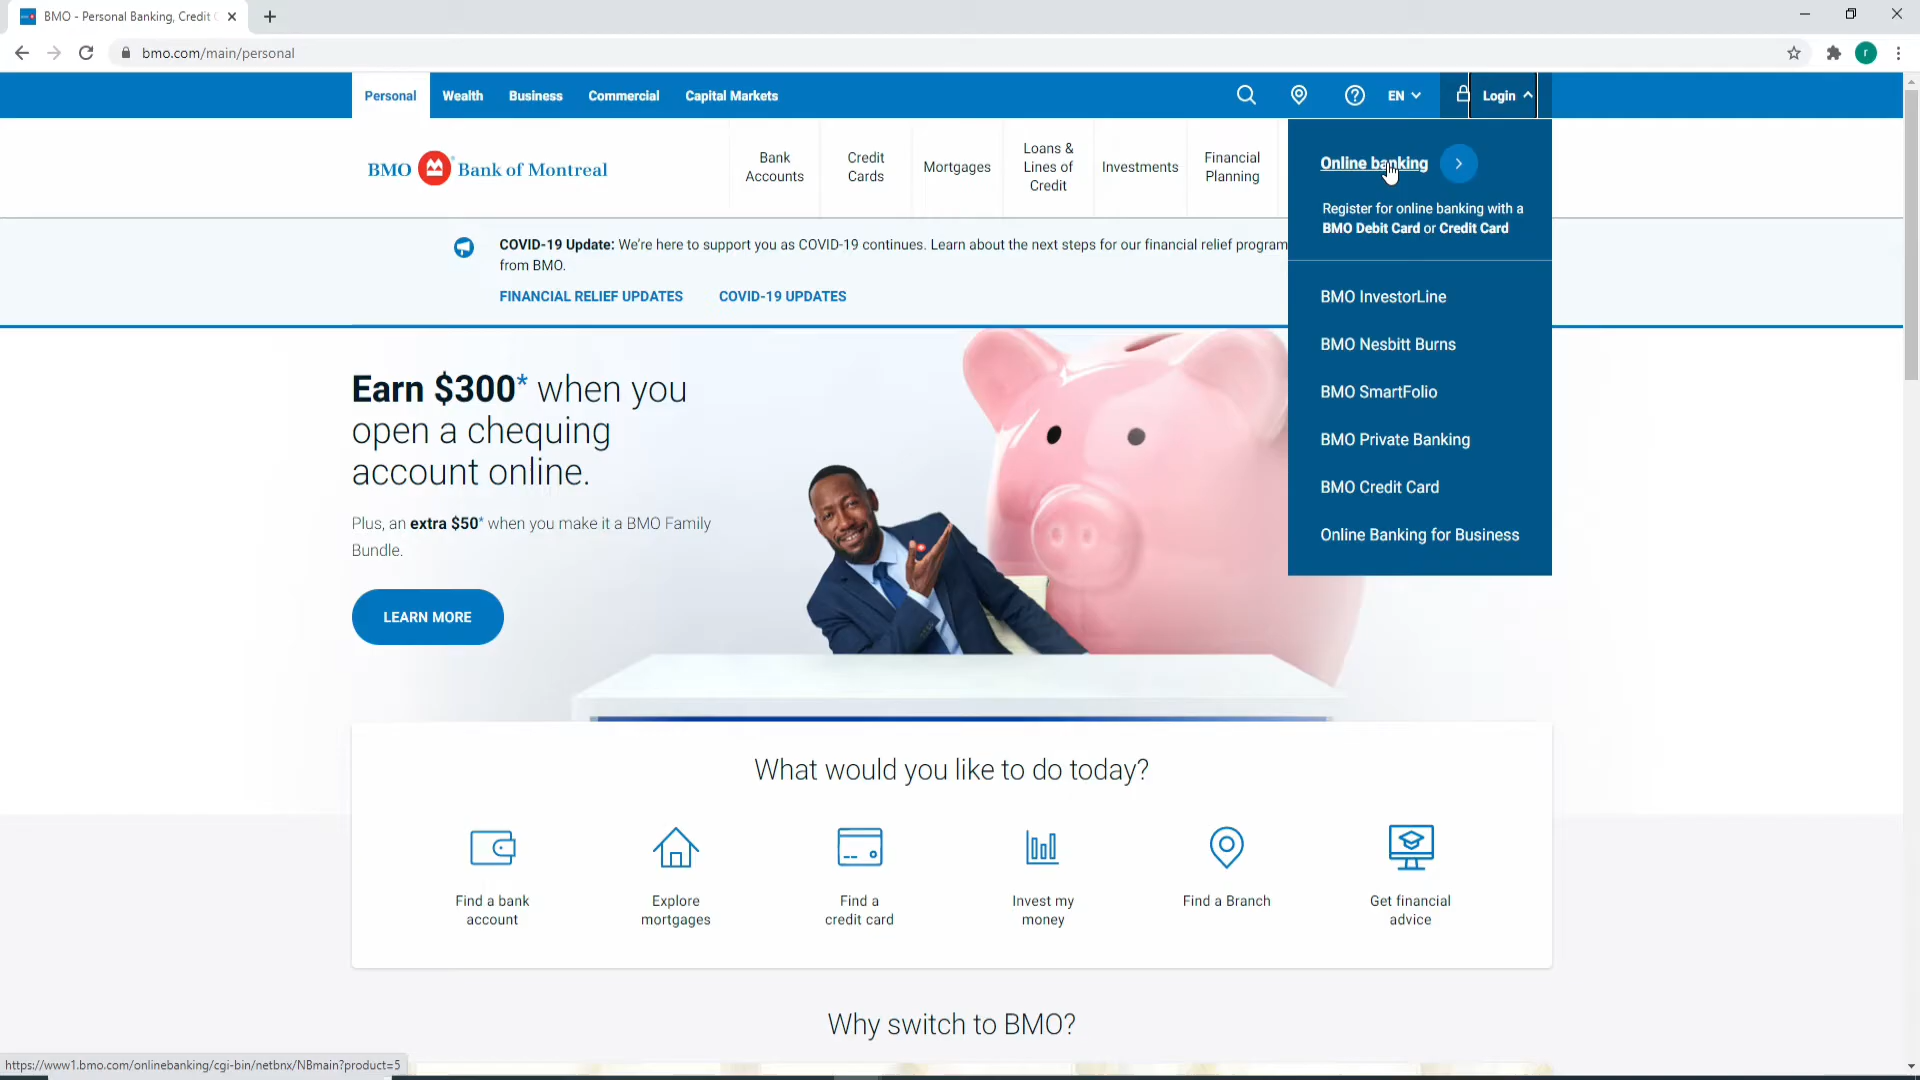 BMO - Personal Banking, Credit C
bmo.com/main/personal
r
Personal Wealth Business Commercial Capital Markets EN Login
BMO Bank of Montreal
Bank Accounts
Credit Cards
Mortgages
Loans & Lines of Credit
Investments
Financial Planning
Online banking
Register for online banking with a
BMO Debit Card or Credit Card
BMO InvestorLine
BMO Nesbitt Burns
BMO SmartFolio
BMO Private Banking
BMO Credit Card
Online Banking for Business
COVID-19 Update: We're here to support you as COVID-19 continues. Learn about the next steps for our financial relief program
from BMO.
FINANCIAL RELIEF UPDATES COVID-19 UPDATES
Earn $300* when you
open a chequing
account online.
Plus, an extra $50* when you make it a BMO Family
Bundle.
LEARN MORE
What would you like to do today?
Find a bank
account
Explore
mortgages
Find a
credit card
Invest my
money
Find a Branch
Get financial
advice
Why switch to BMO?
https://www1.bmo.com/onlinebanking/cgi-bin/netbnx/NBmain?product=5